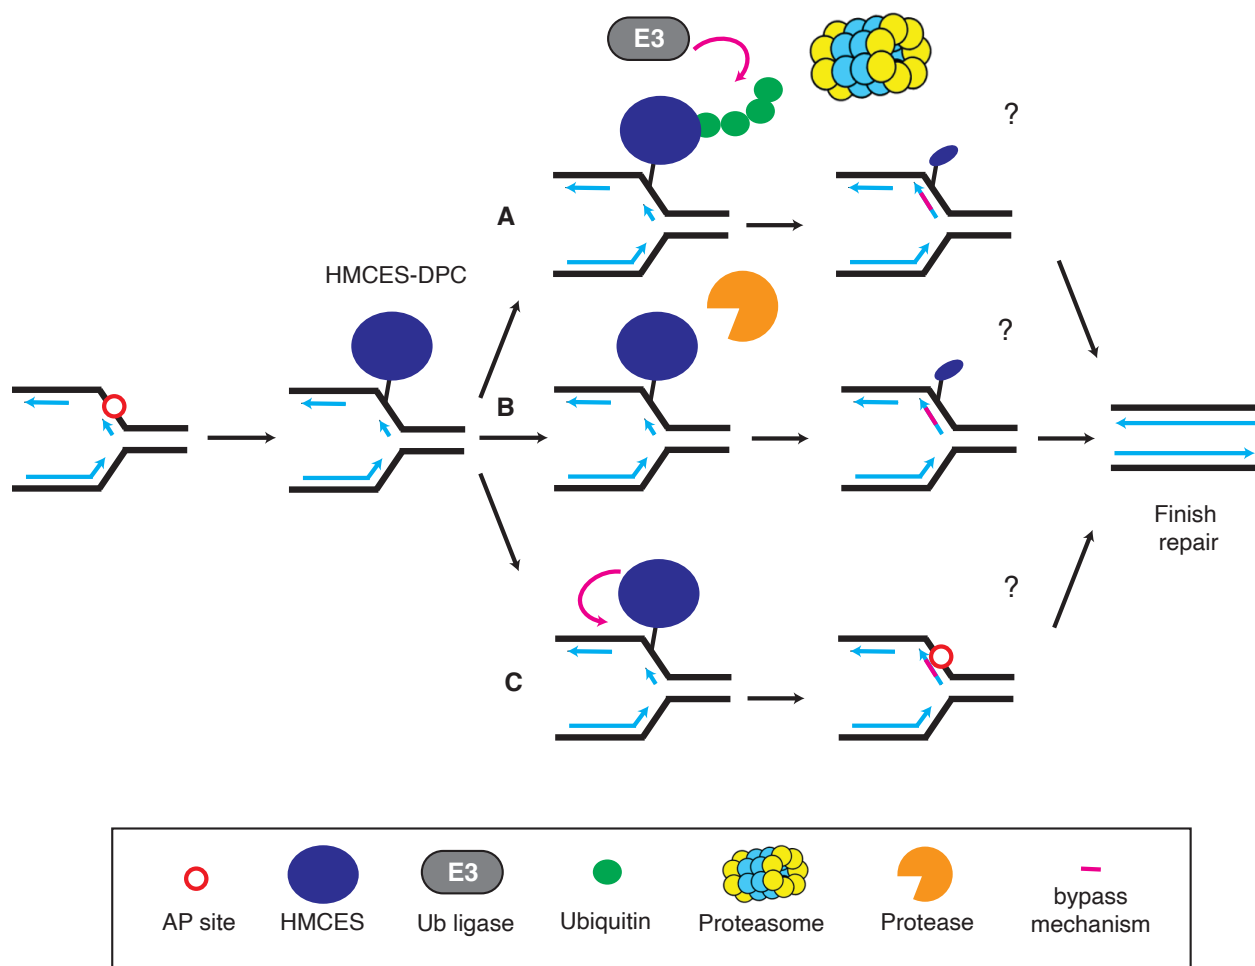 E3
?
A
HMCES-DPC
?
B
Finish
repair
?
C
E3
AP site
HMCES
Ub ligase
Ubiquitin
Proteasome
Protease
bypass
mechanism